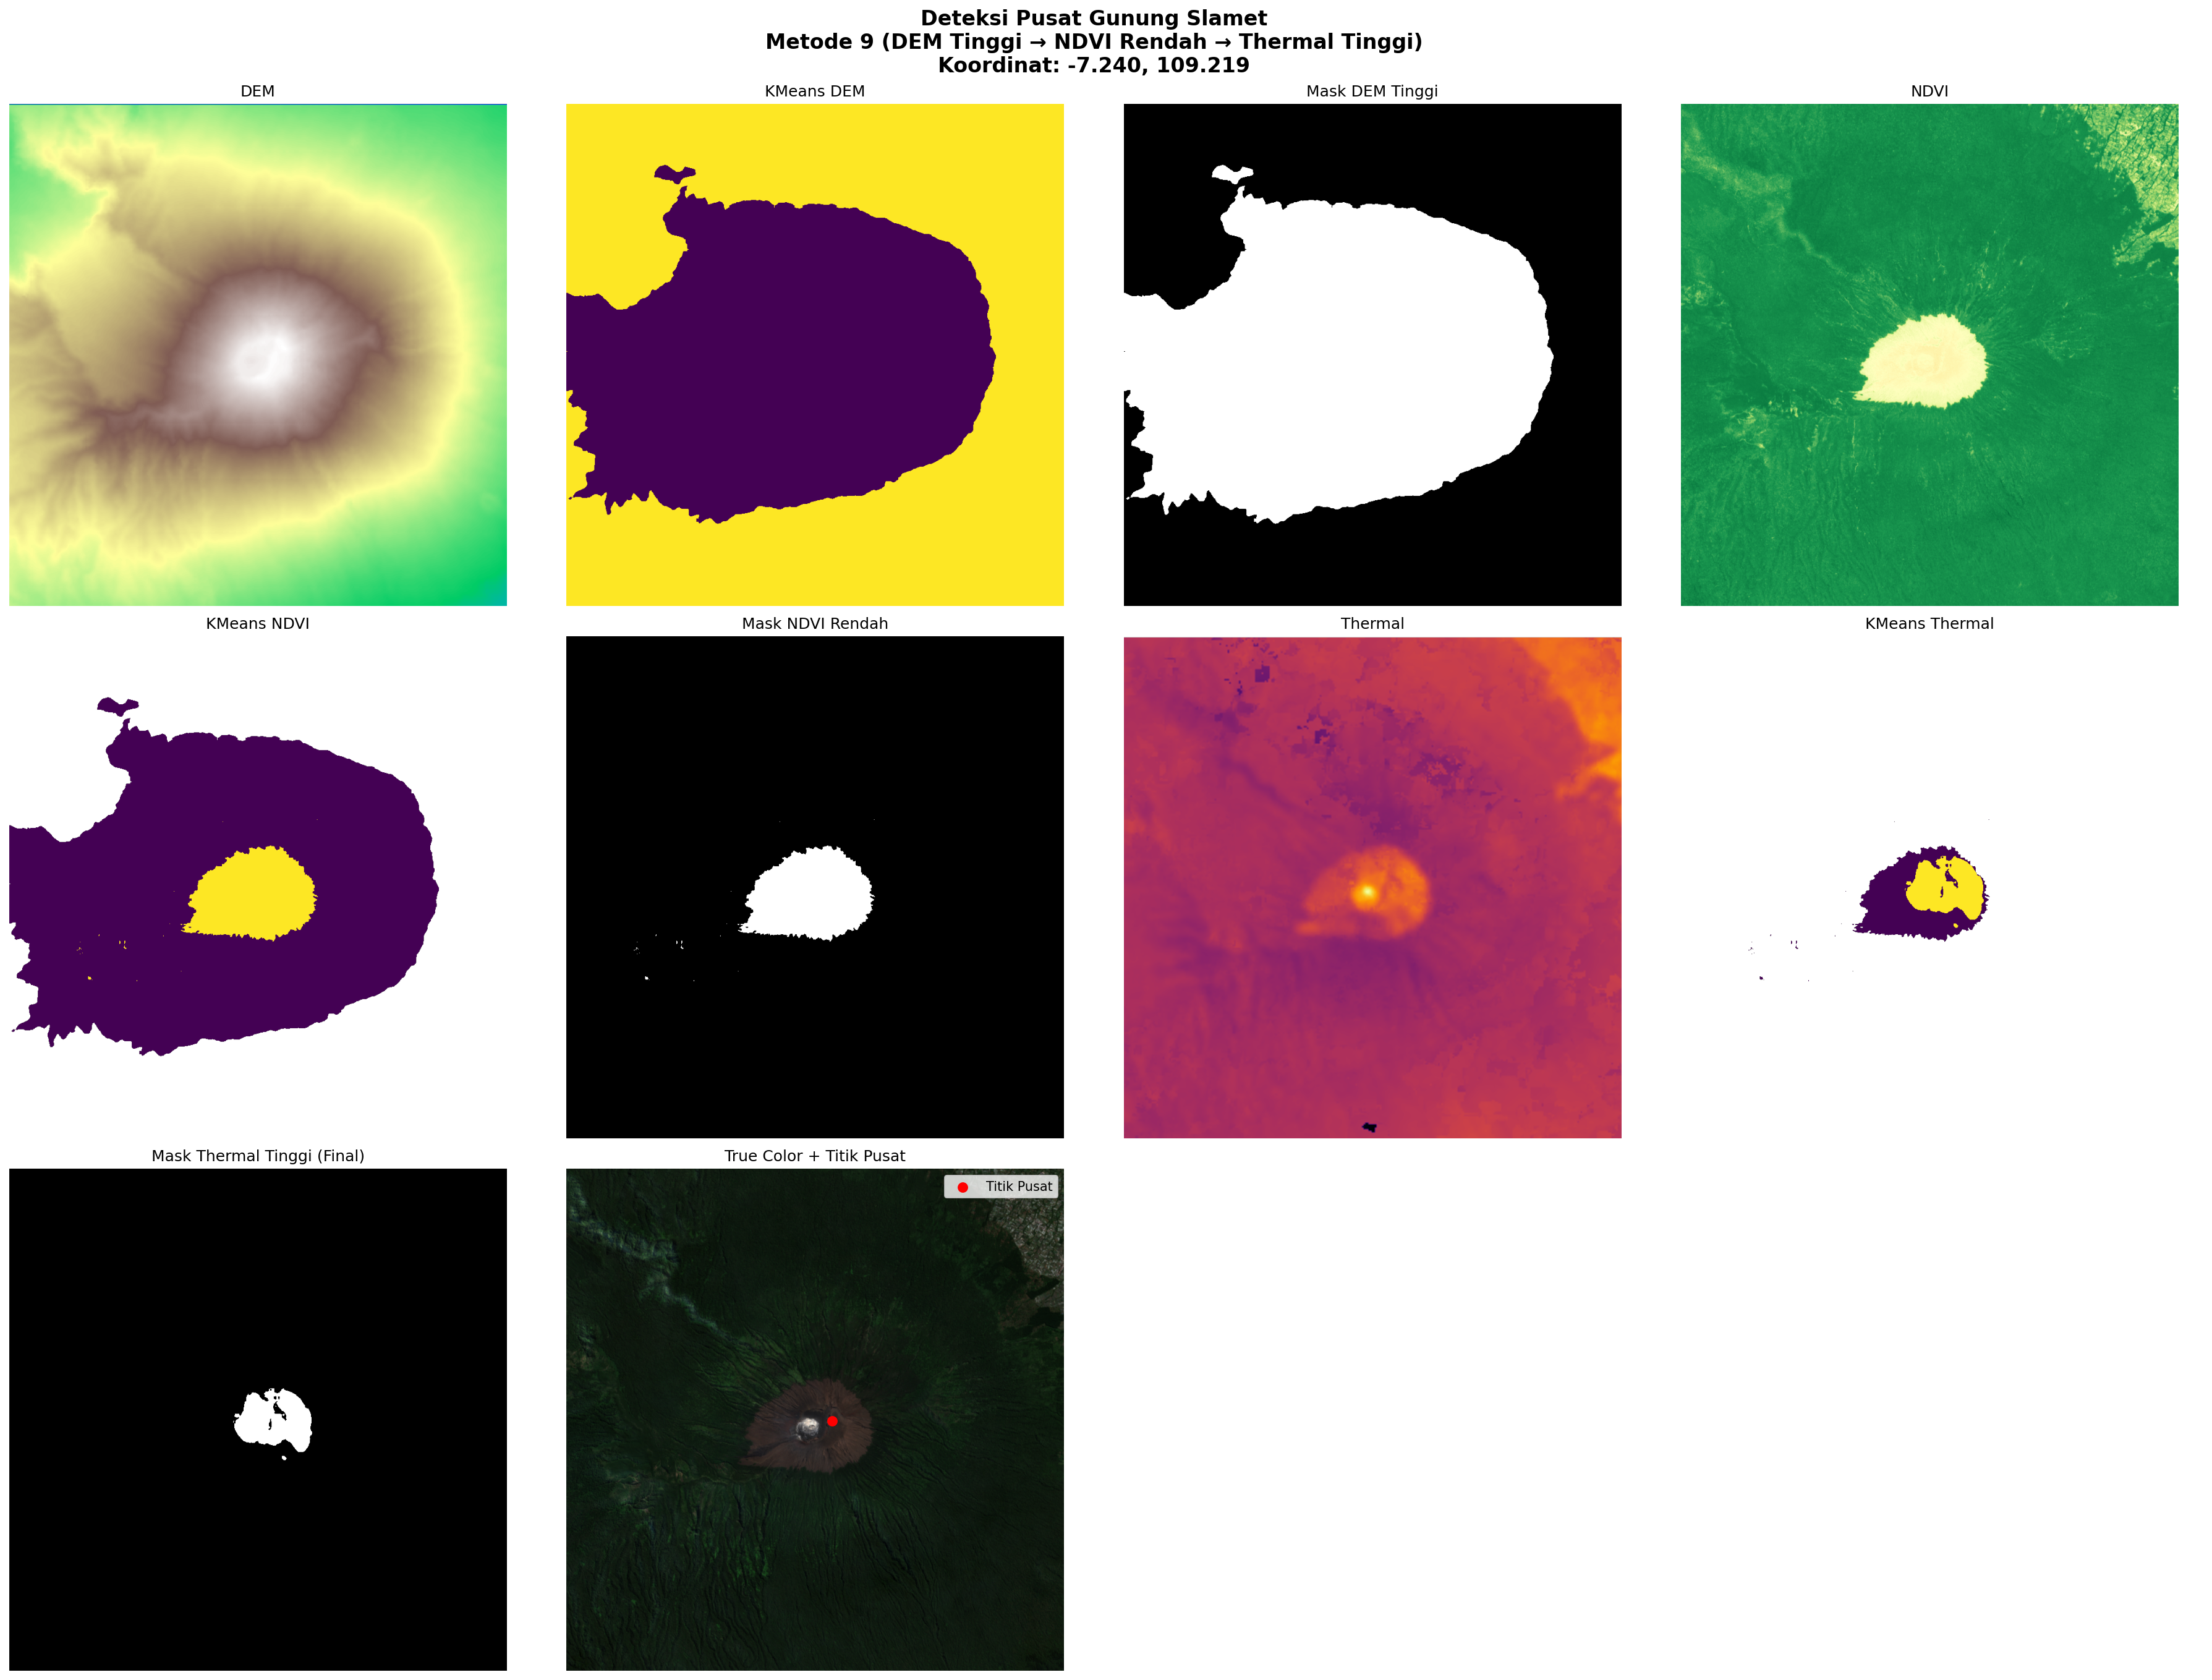 Deteksi Pusat Gunung Slamet
Metode 9 (DEM Tinggi → NDVI Rendah → Thermal Tinggi)
Koordinat: -7.240, 109.219
DEM
KMeans DEM
Mask DEM Tinggi
NDVI
KMeans NDVI
Mask NDVI Rendah
Thermal
KMeans Thermal
Mask Thermal Tinggi (Final)
True Color + Titik Pusat
Titik Pusat